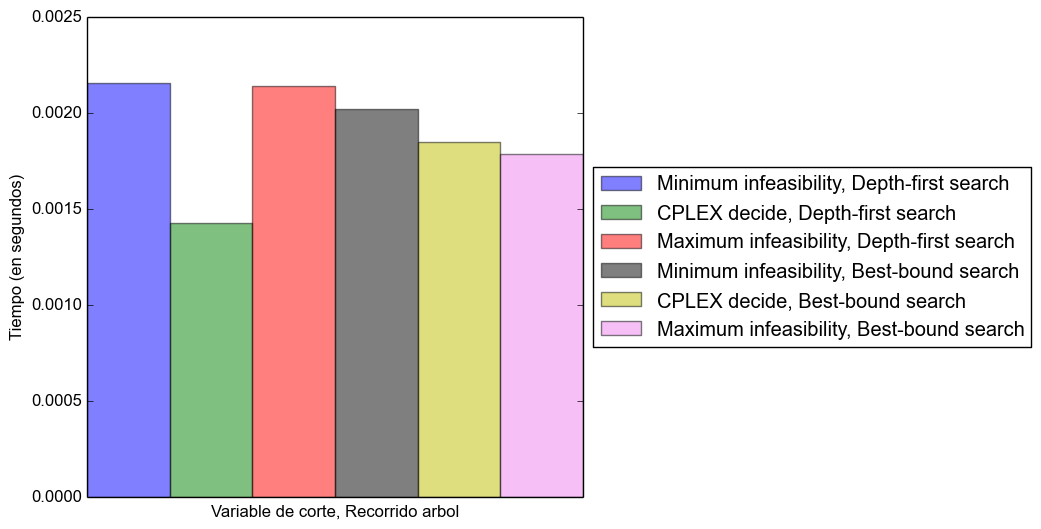 0.0025
0.0020
0.0015
0.0010
0.0005
0.0000
Tiempo (en segundos)
Variable de corte, Recorrido arbol
Minimum infeasibility, Depth-first search
CPLEX decide, Depth-first search
Maximum infeasibility, Depth-first search
Minimum infeasibility, Best-bound search
CPLEX decide, Best-bound search
Maximum infeasibility, Best-bound search